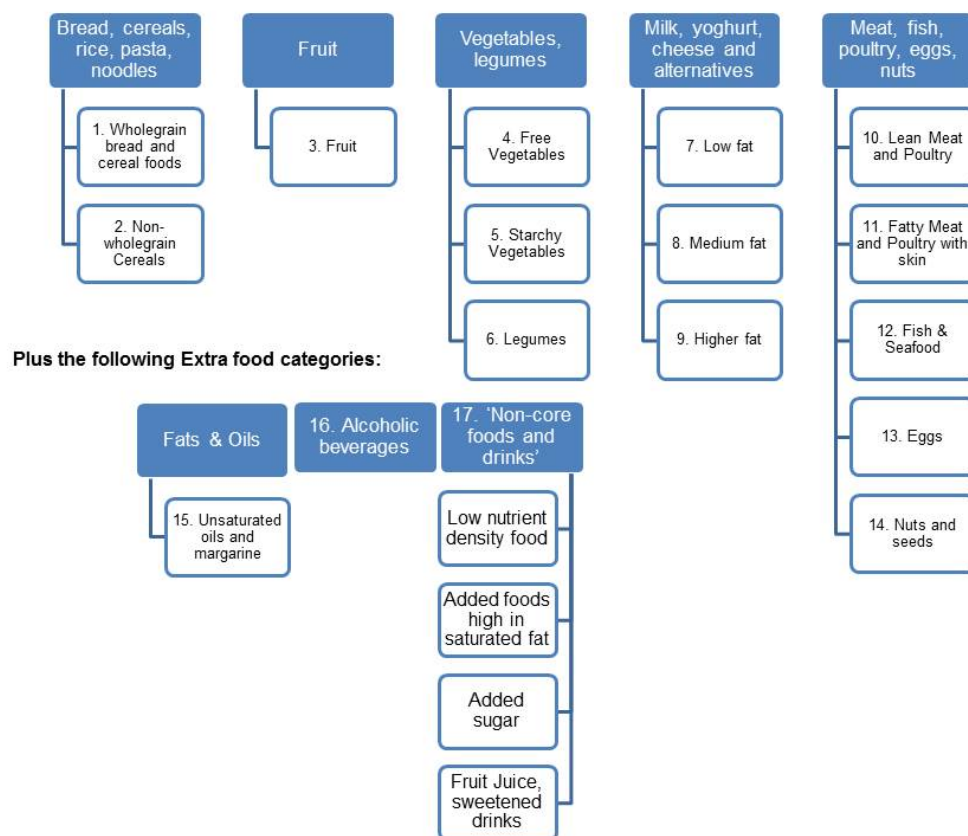 Bread, cereals,
rice, pasta,
noodles
1. Wholegrain
bread and
cereal foods
2. Non-
wholegrain
Cereals
Fruit
3. Fruit
Vegetables,
legumes
4. Free
Vegetables
5. Starchy
Vegetables
6. Legumes
Milk, yoghurt,
cheese and
alternatives
7. Low fat
8. Medium fat
9. Higher fat
Meat, fish,
poultry, eggs,
nuts
10. Lean Meat
and Poultry
11. Fatty Meat
and Poultry with
skin
12. Fish &
Seafood
13. Eggs
14. Nuts and
seeds
Plus the following Extra food categories:
Fats & Oils
15. Unsaturated
oils and
margarine
16. Alcoholic
beverages
17. 'Non-core
foods and
drinks'
Low nutrient
density food
Added foods
high in
saturated fat
Added
sugar
Fruit Juice,
sweetened
drinks